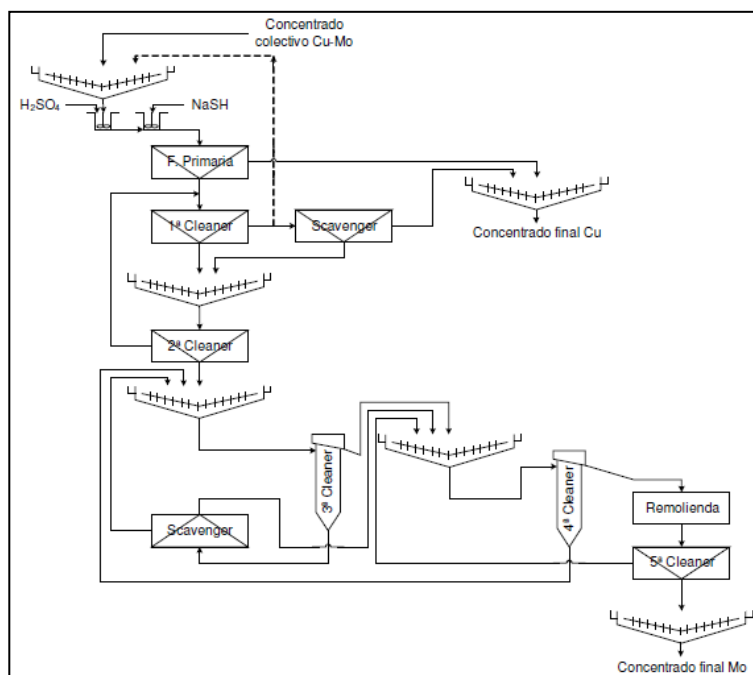 Concentrado
colectivo Cu-Mo
H₂SO₄
NaSH
F. Primaria
1ª Cleaner
Scavenger
Concentrado final Cu
2ª Cleaner
3ª Cleaner
4ª Cleaner
Scavenger
Remolienda
5ª Cleaner
Concentrado final Mo